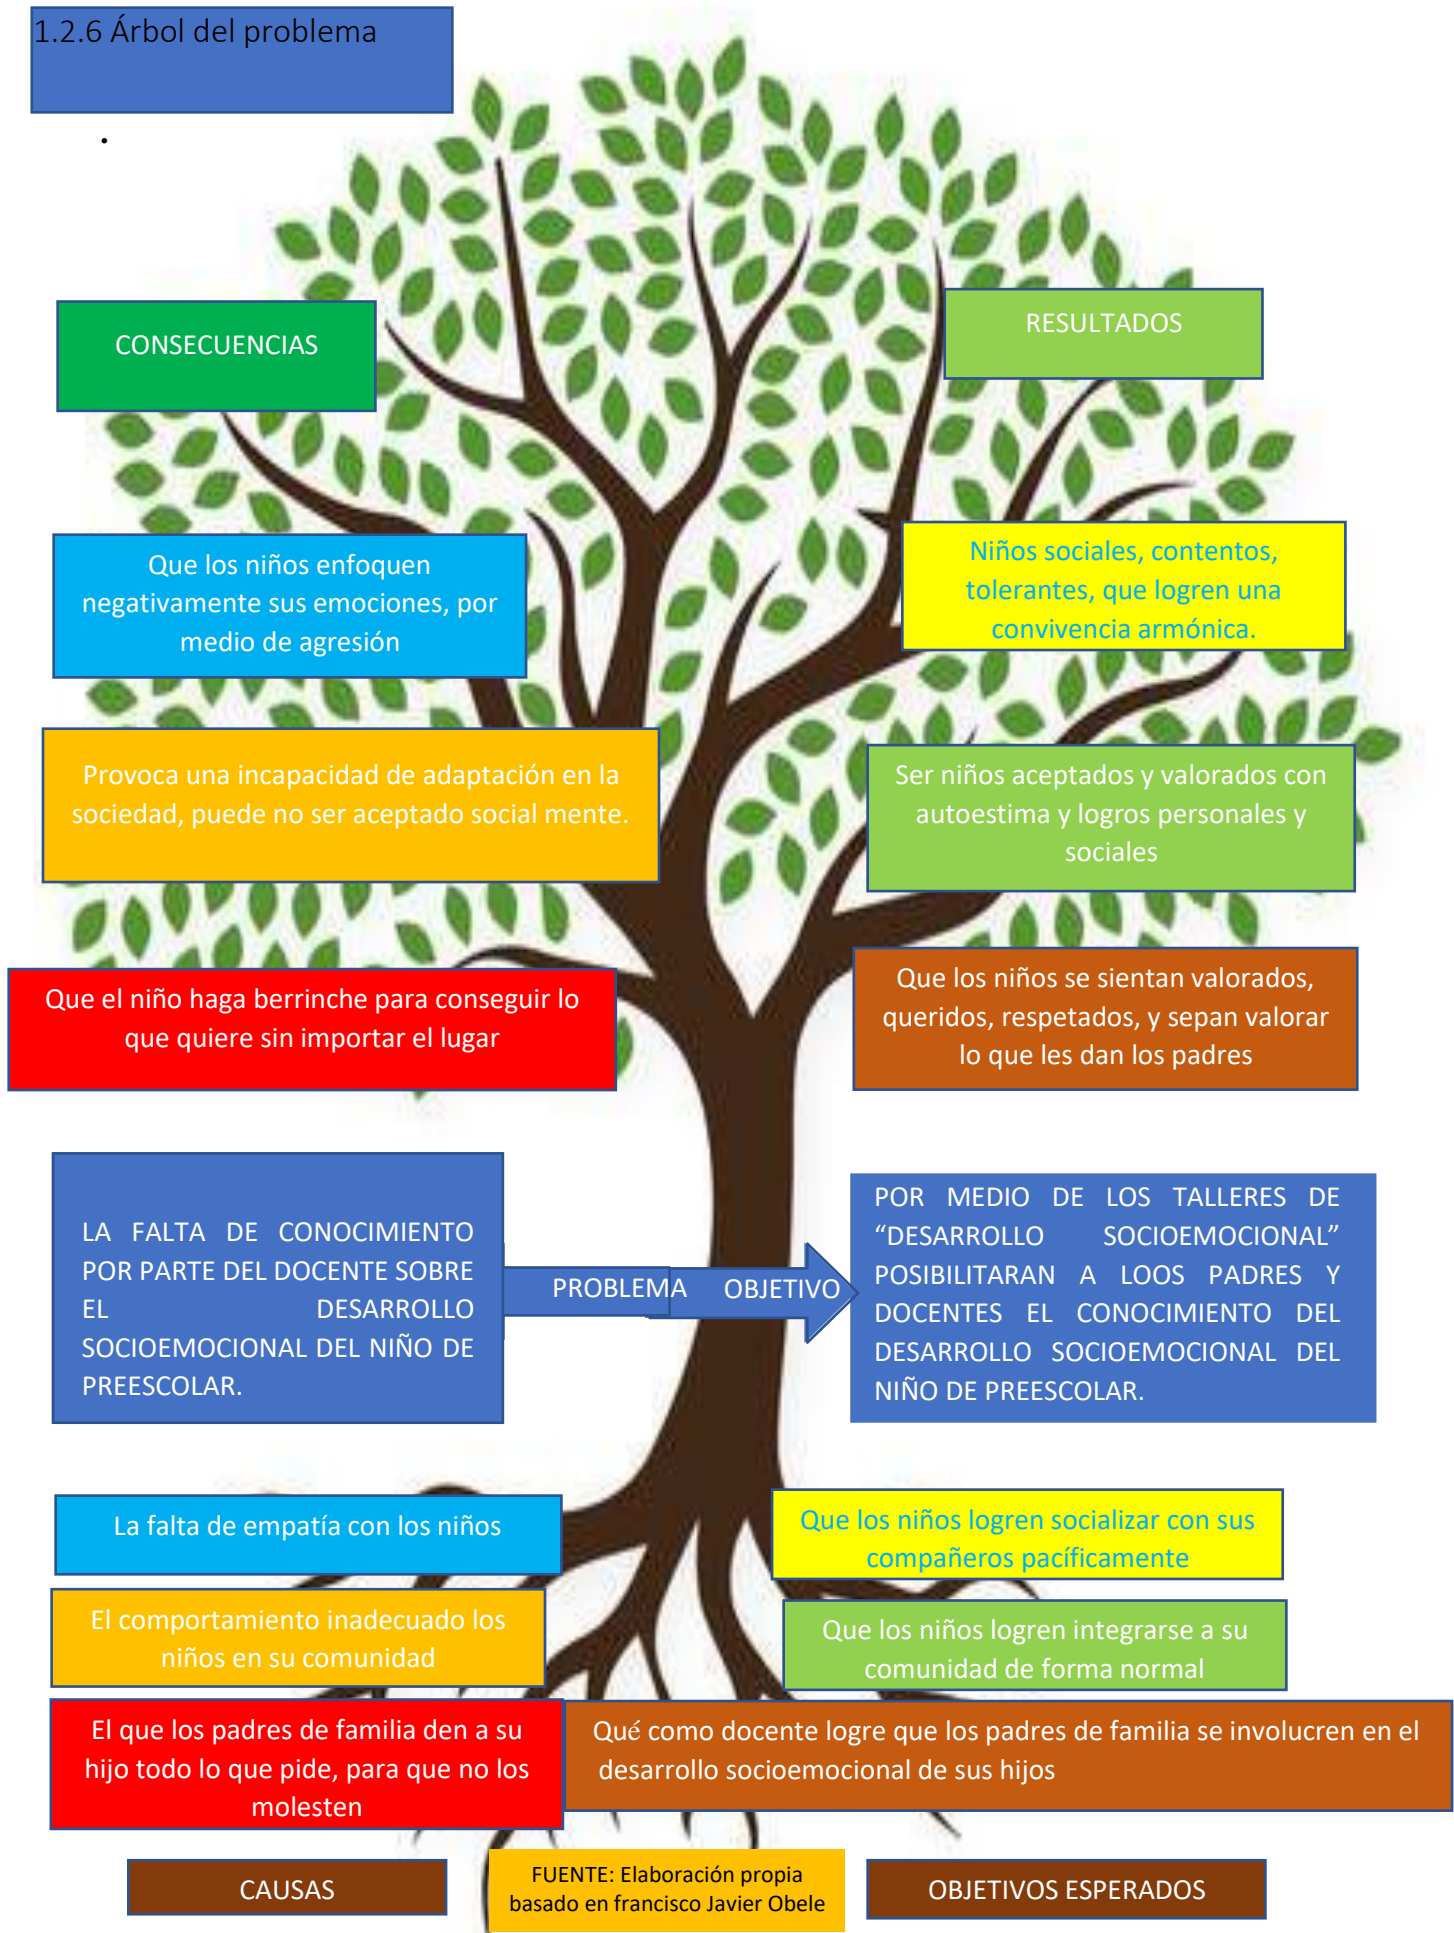 1.2.6 Árbol del problema
.
CONSECUENCIAS
RESULTADOS
Que los niños enfoquen
negativamente sus emociones, por
medio de agresión
Niños sociales, contentos,
tolerantes, que logren una
convivencia armónica.
Provoca una incapacidad de adaptación en la
sociedad, puede no ser aceptado social mente.
Ser niños aceptados y valorados con
autoestima y logros personales y
sociales
Que el niño haga berrinche para conseguir lo
que quiere sin importar el lugar
Que los niños se sientan valorados,
queridos, respetados, y sepan valorar
lo que les dan los padres
LA FALTA DE CONOCIMIENTO
POR PARTE DEL DOCENTE SOBRE
EL DESARROLLO
SOCIOEMOCIONAL DEL NIÑO DE
PREESCOLAR.
PROBLEMA
OBJETIVO
POR MEDIO DE LOS TALLERES DE
“DESARROLLO SOCIOEMOCIONAL”
POSIBILITARAN A LOOS PADRES Y
DOCENTES EL CONOCIMIENTO DEL
DESARROLLO SOCIOEMOCIONAL DEL
NIÑO DE PREESCOLAR.
La falta de empatía con los niños
Que los niños logren socializar con sus
compañeros pacíficamente
El comportamiento inadecuado los
niños en su comunidad
Que los niños logren integrarse a su
comunidad de forma normal
El que los padres de familia den a su
hijo todo lo que pide, para que no los
molesten
Qué como docente logre que los padres de familia se involucren en el
desarrollo socioemocional de sus hijos
CAUSAS
FUENTE: Elaboración propia
basado en francisco Javier Obele
OBJETIVOS ESPERADOS